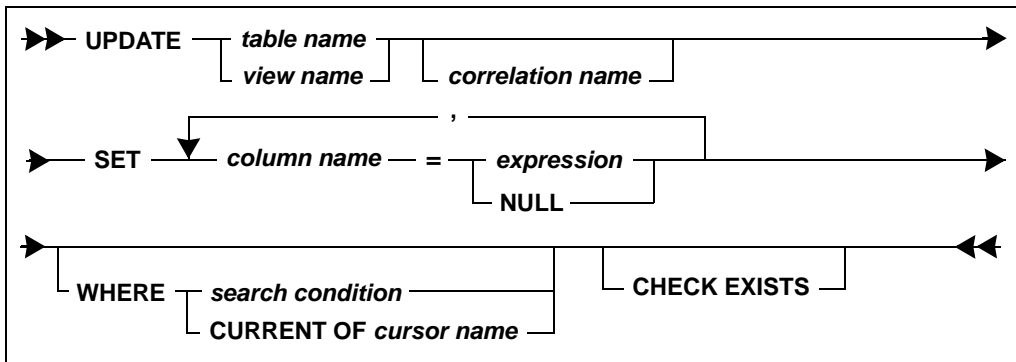 UPDATE table name
view name correlation name
,
SET column name = expression
NULL
WHERE search condition CHECK EXISTS
CURRENT OF cursor name